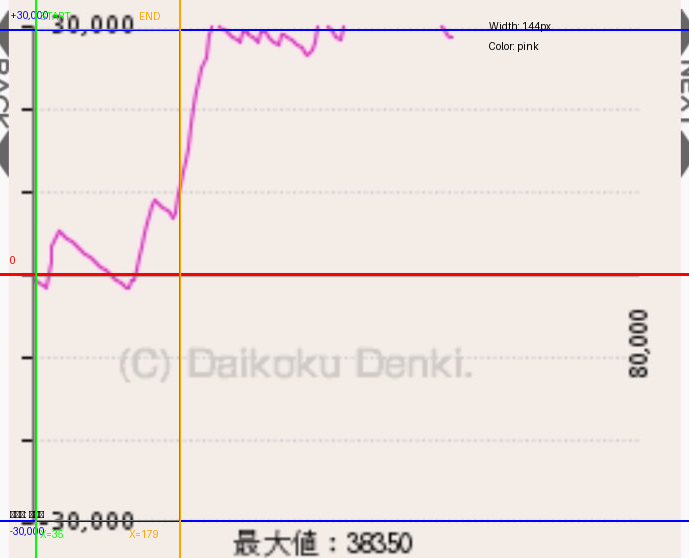 +30,000
START
END
30,000
Width: 144px
Color: pink
BACK
NEXT
0
80,000
(C) Daikoku Denki.
-30,000
-30,000
X=36
X=179
最大値：38350